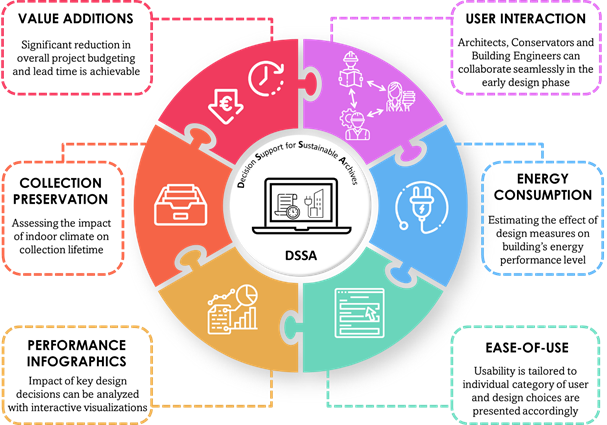 VALUE ADDITIONS
Significant reduction in
overall project budgeting
and lead time is achievable
USER INTERACTION
Architects, Conservators and
Building Engineers can
collaborate seamlessly in the
early design phase
COLLECTION
PRESERVATION
Assessing the impact
of indoor climate on
collection lifetime
Decision Support for Sustainable Archives
DSSA
€
ENERGY
CONSUMPTION
Estimating the effect of
design measures on
building's energy
performance level
PERFORMANCE
INFOGRAPHICS
Impact of key design
decisions can be analyzed
with interactive visualizations
EASE-OF-USE
Usability is tailored to
individual category of user
and design choices are
presented accordingly